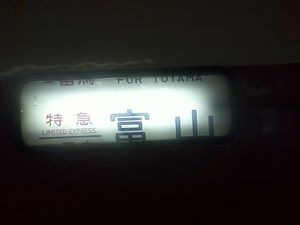 FOR TOYAMA
特急 富山
LIMITED EXPRESS